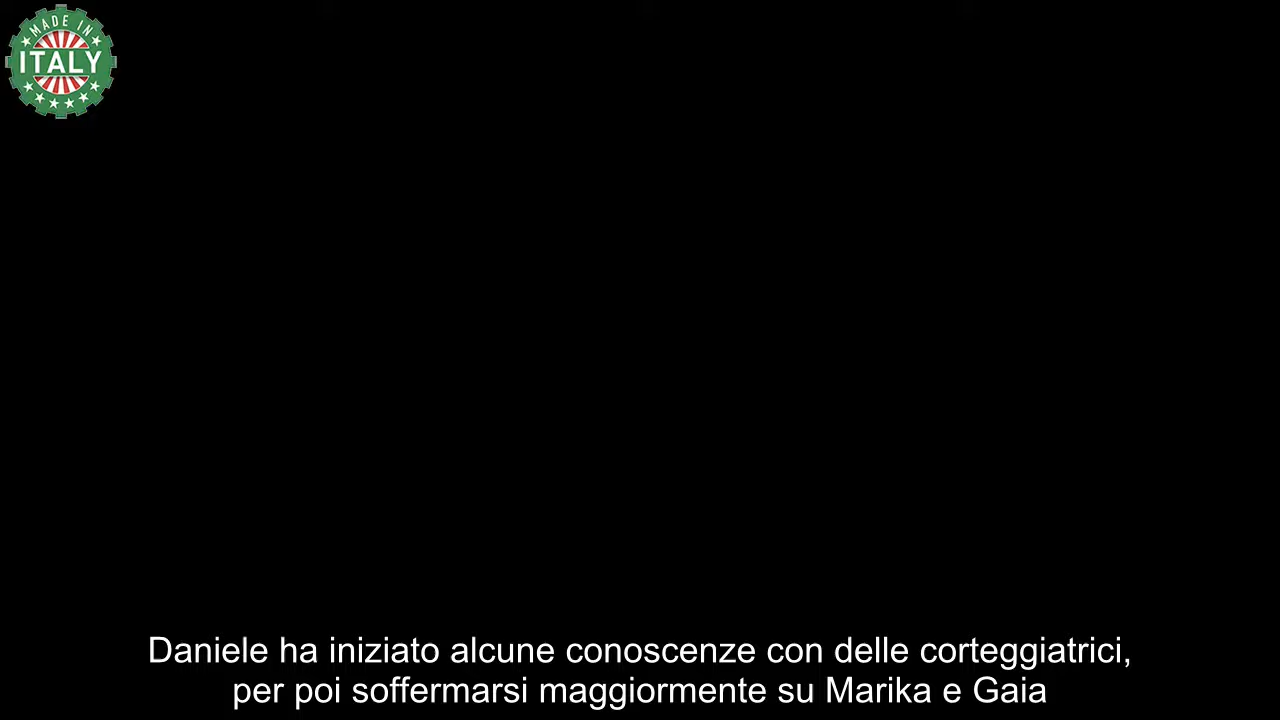 MADE IN
ITALY
Daniele ha iniziato alcune conoscenze con delle corteggiatrici,
per poi soffermarsi maggiormente su Marika e Gaia